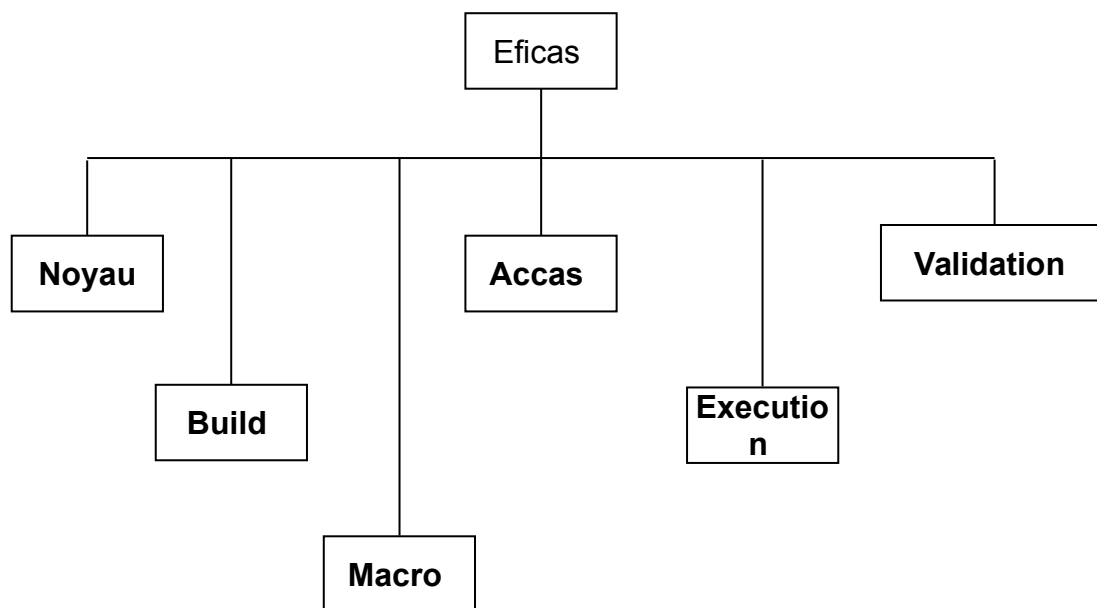 Eficas
Noyau
Accas
Validation
Build
Executio
n
Macro